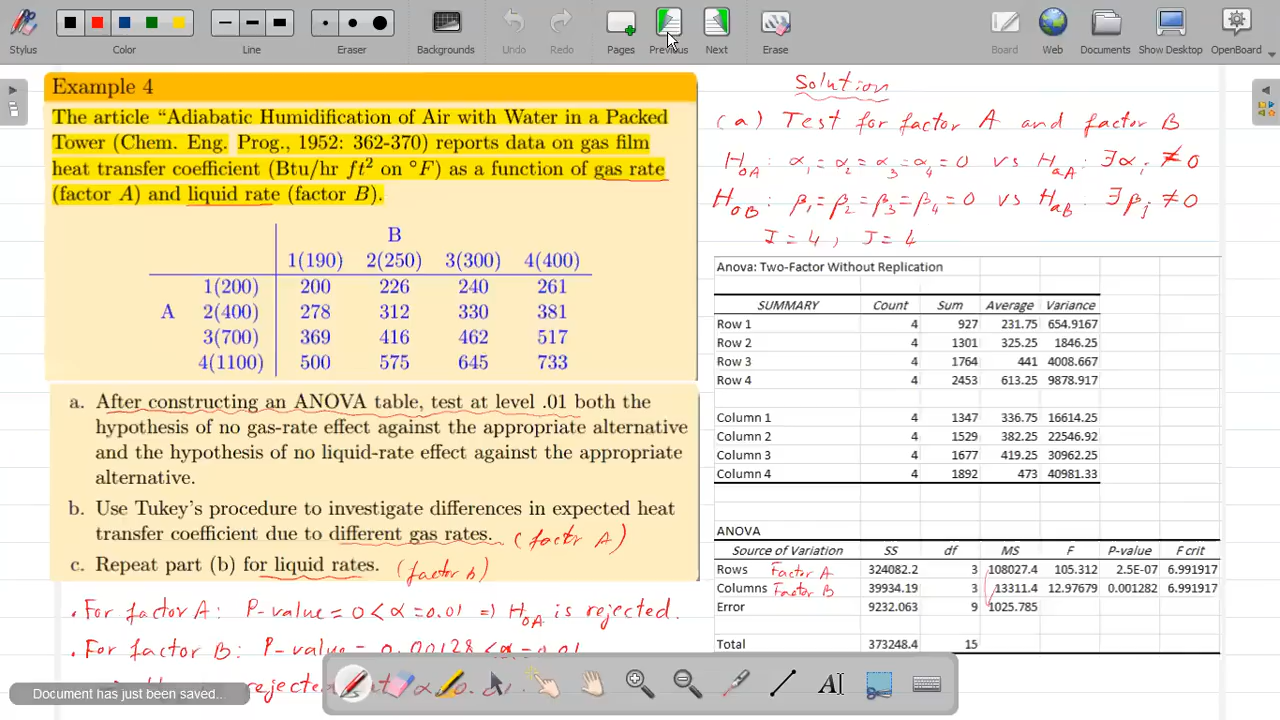 Stylus Color Line Eraser Backgrounds Undo Redo Pages Previous Next Erase Board Web Documents Show Desktop OpenBoard
Example 4
The article “Adiabatic Humidification of Air with Water in a Packed
Tower (Chem. Eng. Prog., 1952: 362-370) reports data on gas film
heat transfer coefficient (Btu/hr ft² on °F) as a function of gas rate
(factor A) and liquid rate (factor B).
B
1(190) 2(250) 3(300) 4(400)
1(200) 200 226 240 261
A 2(400) 278 312 330 381
3(700) 369 416 462 517
4(1100) 500 575 645 733
a. After constructing an ANOVA table, test at level .01 both the
hypothesis of no gas-rate effect against the appropriate alternative
and the hypothesis of no liquid-rate effect against the appropriate
alternative.
b. Use Tukey's procedure to investigate differences in expected heat
transfer coefficient due to different gas rates. (factor A)
c. Repeat part (b) for liquid rates. (factor b)
• For factor A: P-value = 0 < α = 0.01 ⇒ H₀A is rejected.
• For factor B: P-value = 0.00128 < α = 0.01
rejected
Solution
(a) Test for factor A and factor B
H₀A: α₁ = α₂ = α₃ = α₄ = 0 vs HaA: ∃αᵢ ≠ 0
H₀B: β₁ = β₂ = β₃ = β₄ = 0 vs HaB: ∃βⱼ ≠ 0
I = 4, J = 4
Anova: Two-Factor Without Replication
SUMMARY Count Sum Average Variance
Row 1 4 927 231.75 654.9167
Row 2 4 1301 325.25 1846.25
Row 3 4 1764 441 4008.667
Row 4 4 2453 613.25 9878.917
Column 1 4 1347 336.75 16614.25
Column 2 4 1529 382.25 22546.92
Column 3 4 1677 419.25 30962.25
Column 4 4 1892 473 40981.33
ANOVA
Source of Variation SS df MS F P-value F crit
Rows Factor A 324082.2 3 108027.4 105.312 2.5E-07 6.991917
Columns Factor B 39934.19 3 13311.4 12.97679 0.001282 6.991917
Error 9232.063 9 1025.785
Total 373248.4 15
Document has just been saved...